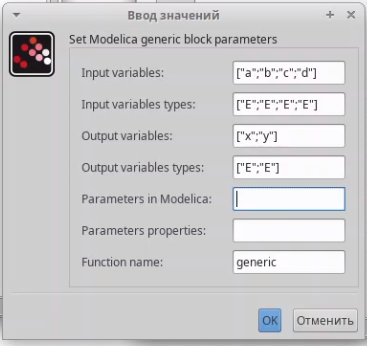 Ввод значений
Set Modelica generic block parameters
Input variables: ["a";"b";"c";"d"]
Input variables types: ["E";"E";"E";"E"]
Output variables: ["x";"y"]
Output variables types: ["E";"E"]
Parameters in Modelica:
Parameters properties:
Function name: generic
OK Отменить